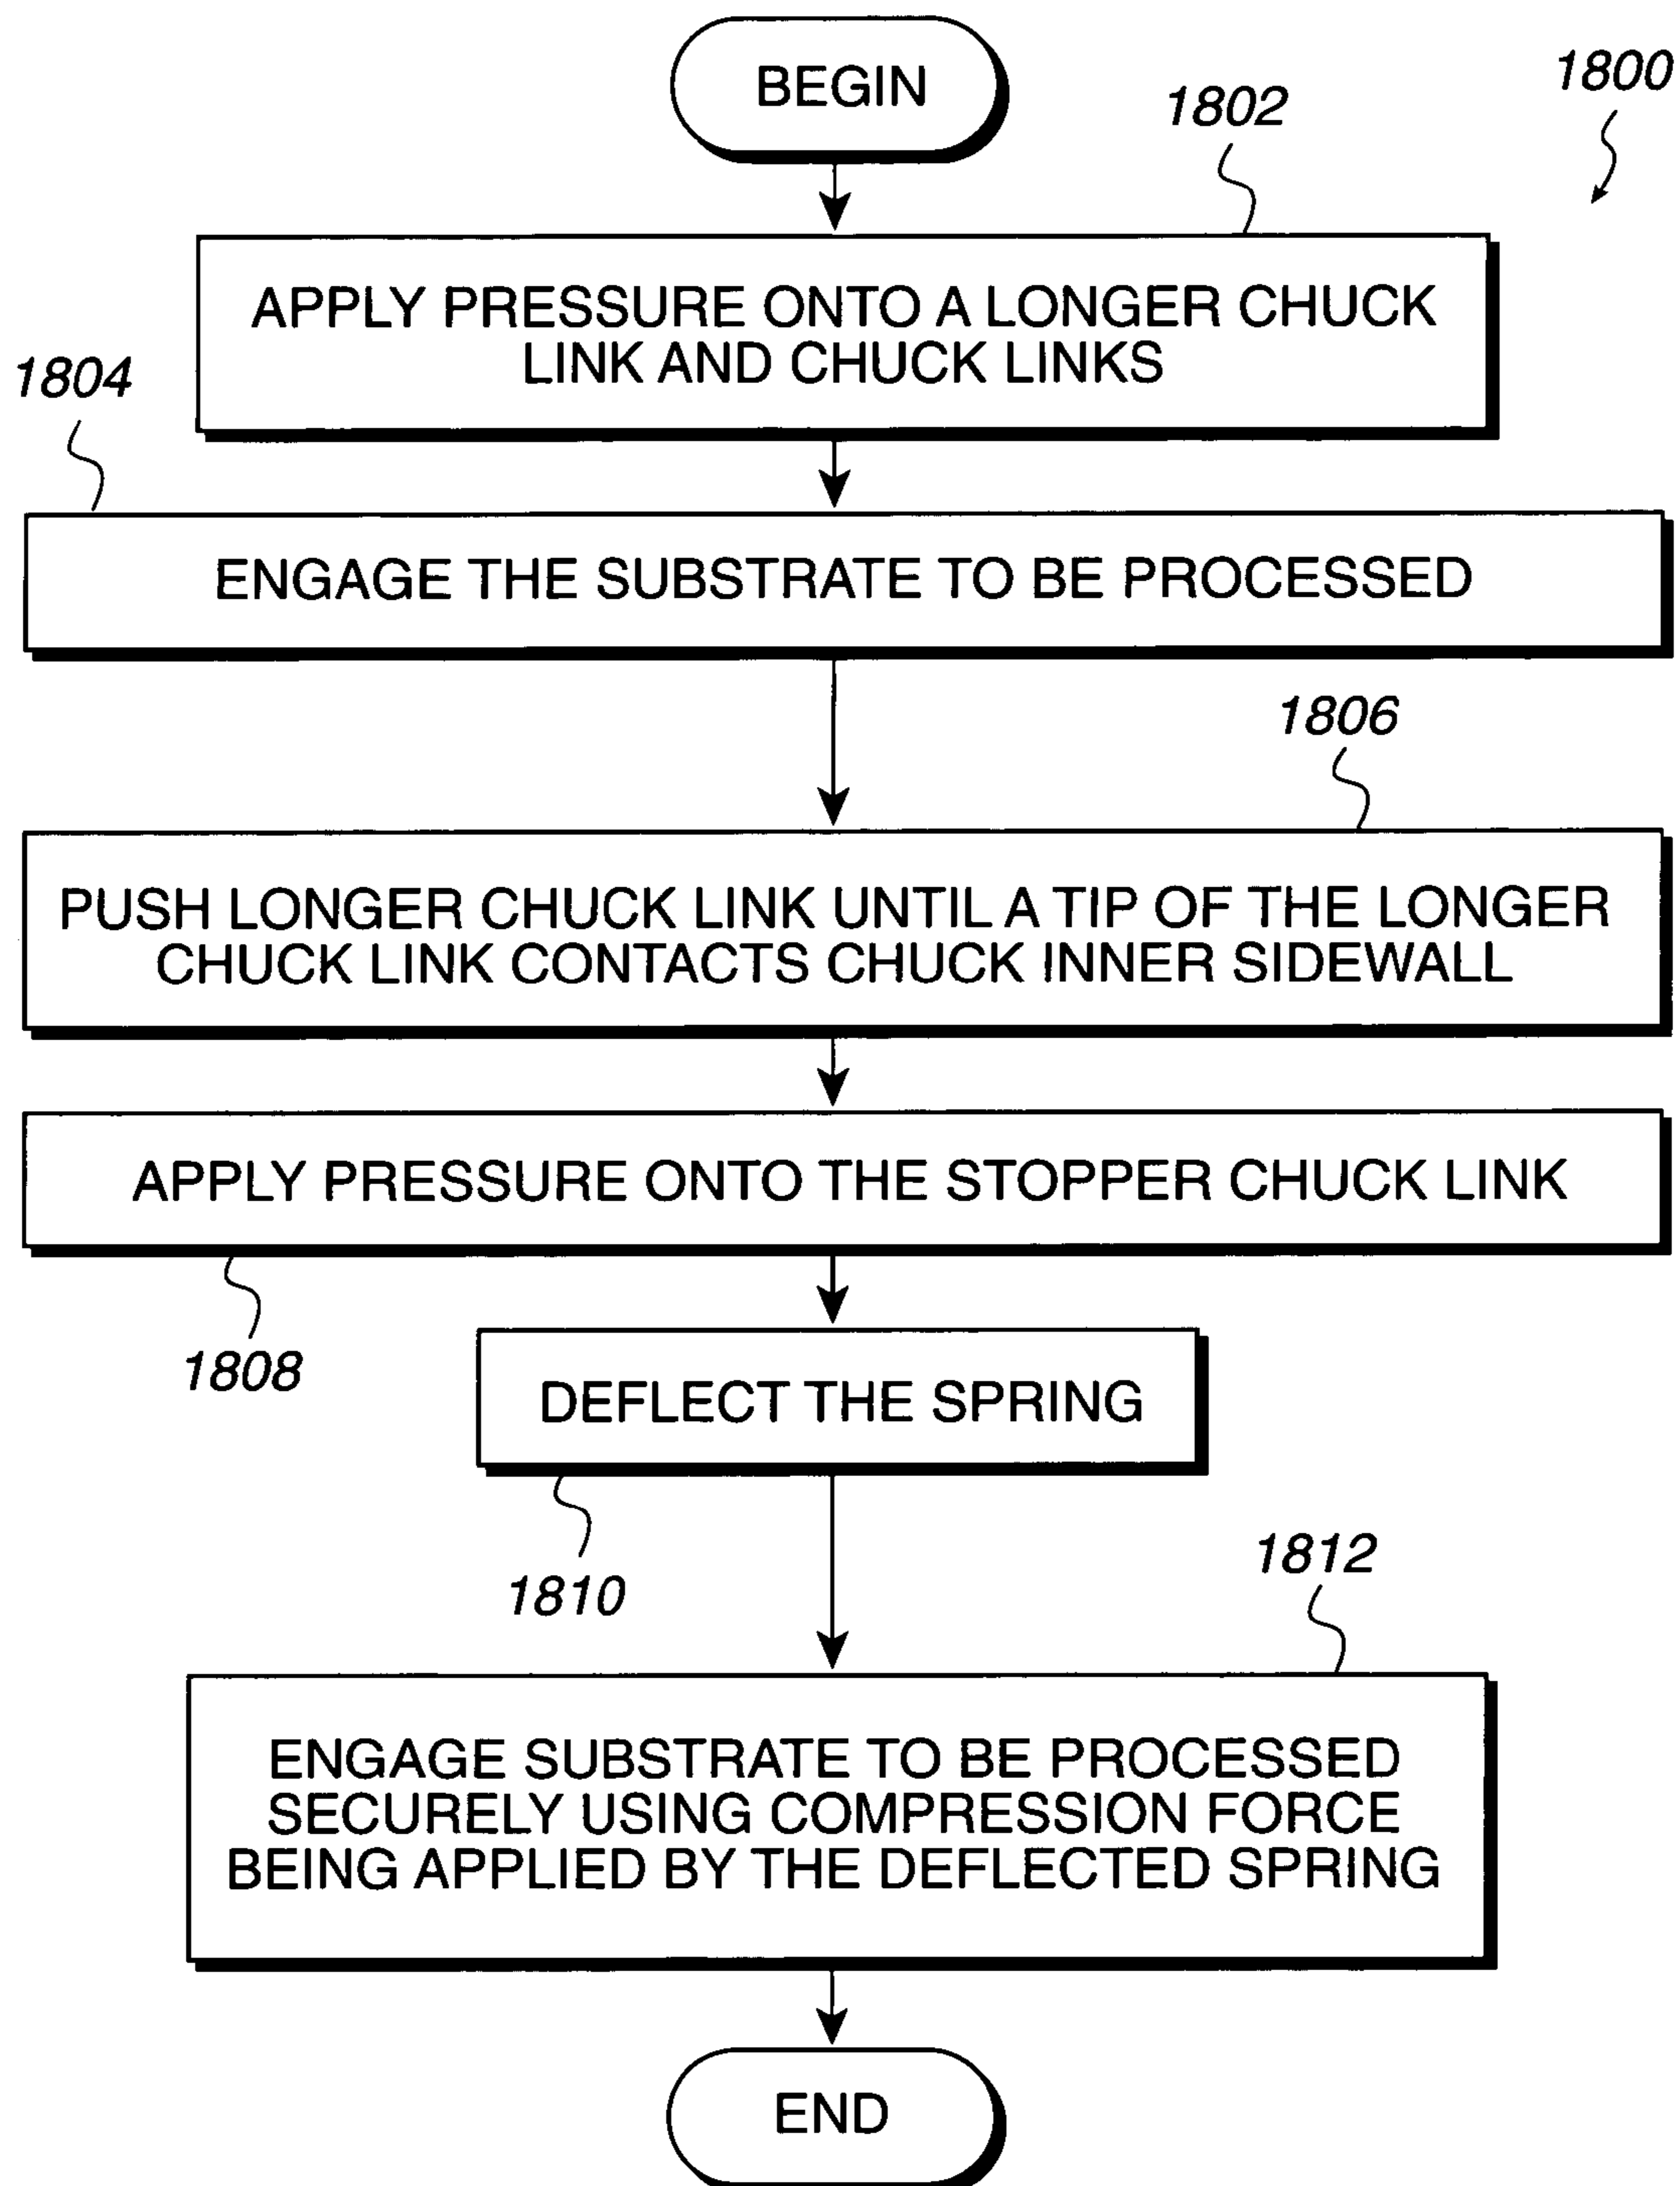 BEGIN
1800
1802
APPLY PRESSURE ONTO A LONGER CHUCK
LINK AND CHUCK LINKS
1804
ENGAGE THE SUBSTRATE TO BE PROCESSED
1806
PUSH LONGER CHUCK LINK UNTIL A TIP OF THE LONGER
CHUCK LINK CONTACTS CHUCK INNER SIDEWALL
APPLY PRESSURE ONTO THE STOPPER CHUCK LINK
1808
DEFLECT THE SPRING
1810
1812
ENGAGE SUBSTRATE TO BE PROCESSED
SECURELY USING COMPRESSION FORCE
BEING APPLIED BY THE DEFLECTED SPRING
END